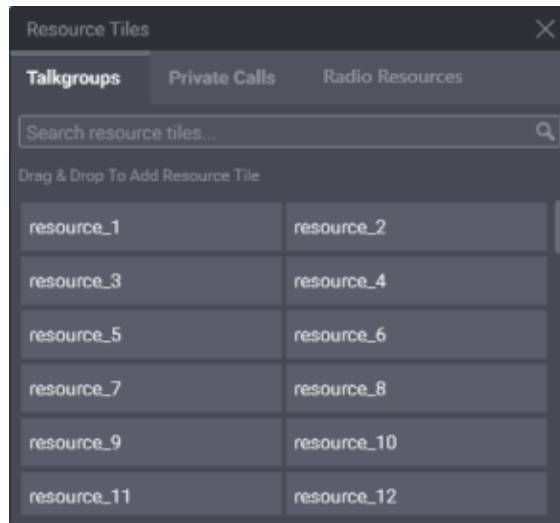 Resource Tiles
Talkgroups Private Calls Radio Resources
Search resource tiles...
Drag & Drop To Add Resource Tile
resource_1 resource_2
resource_3 resource_4
resource_5 resource_6
resource_7 resource_8
resource_9 resource_10
resource_11 resource_12